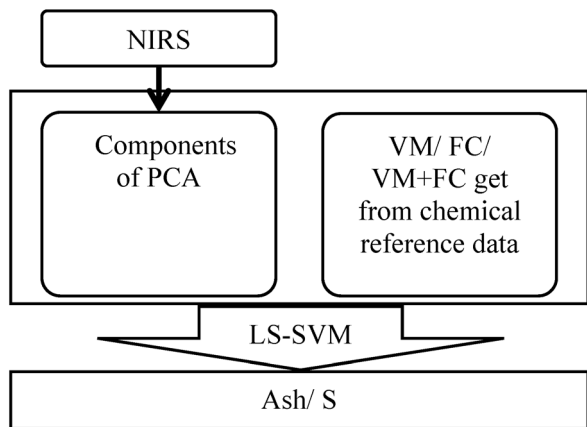 NIRS
Components
of PCA
VM/ FC/
VM+FC get
from chemical
reference data
LS-SVM
Ash/ S